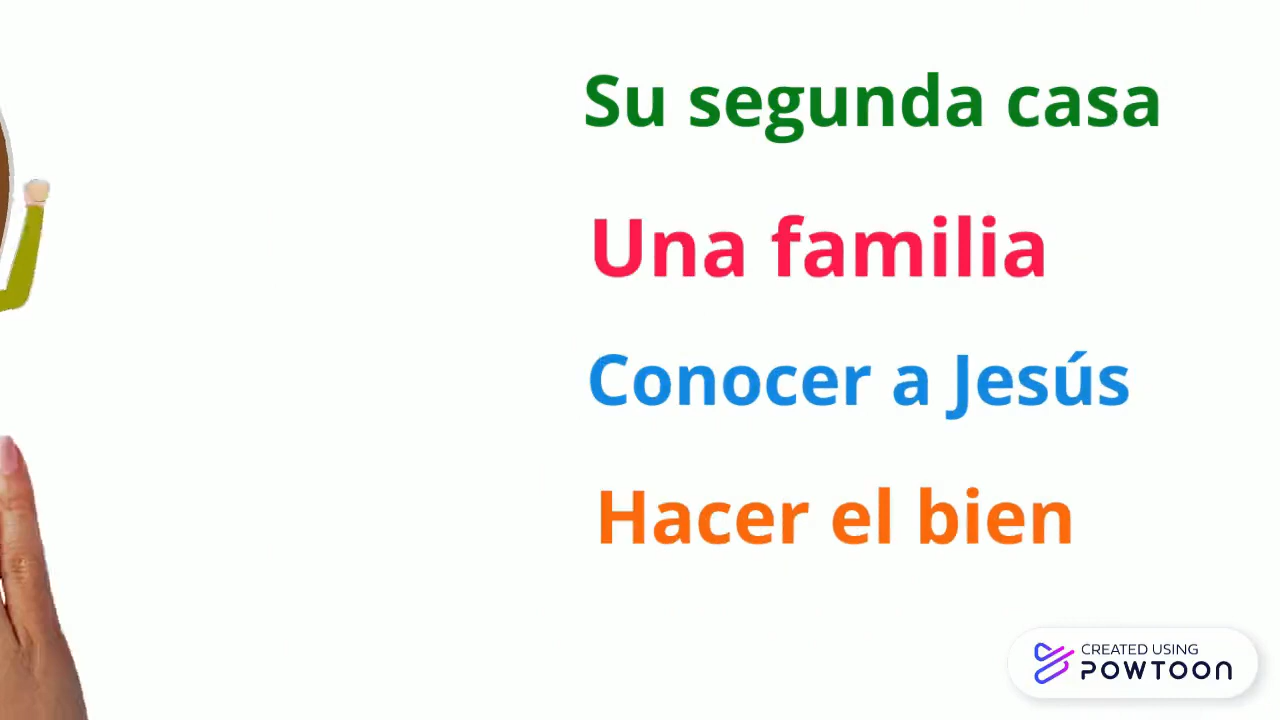 Su segunda casa
Una familia
Conocer a Jesús
Hacer el bien
CREATED USING
POWTOON